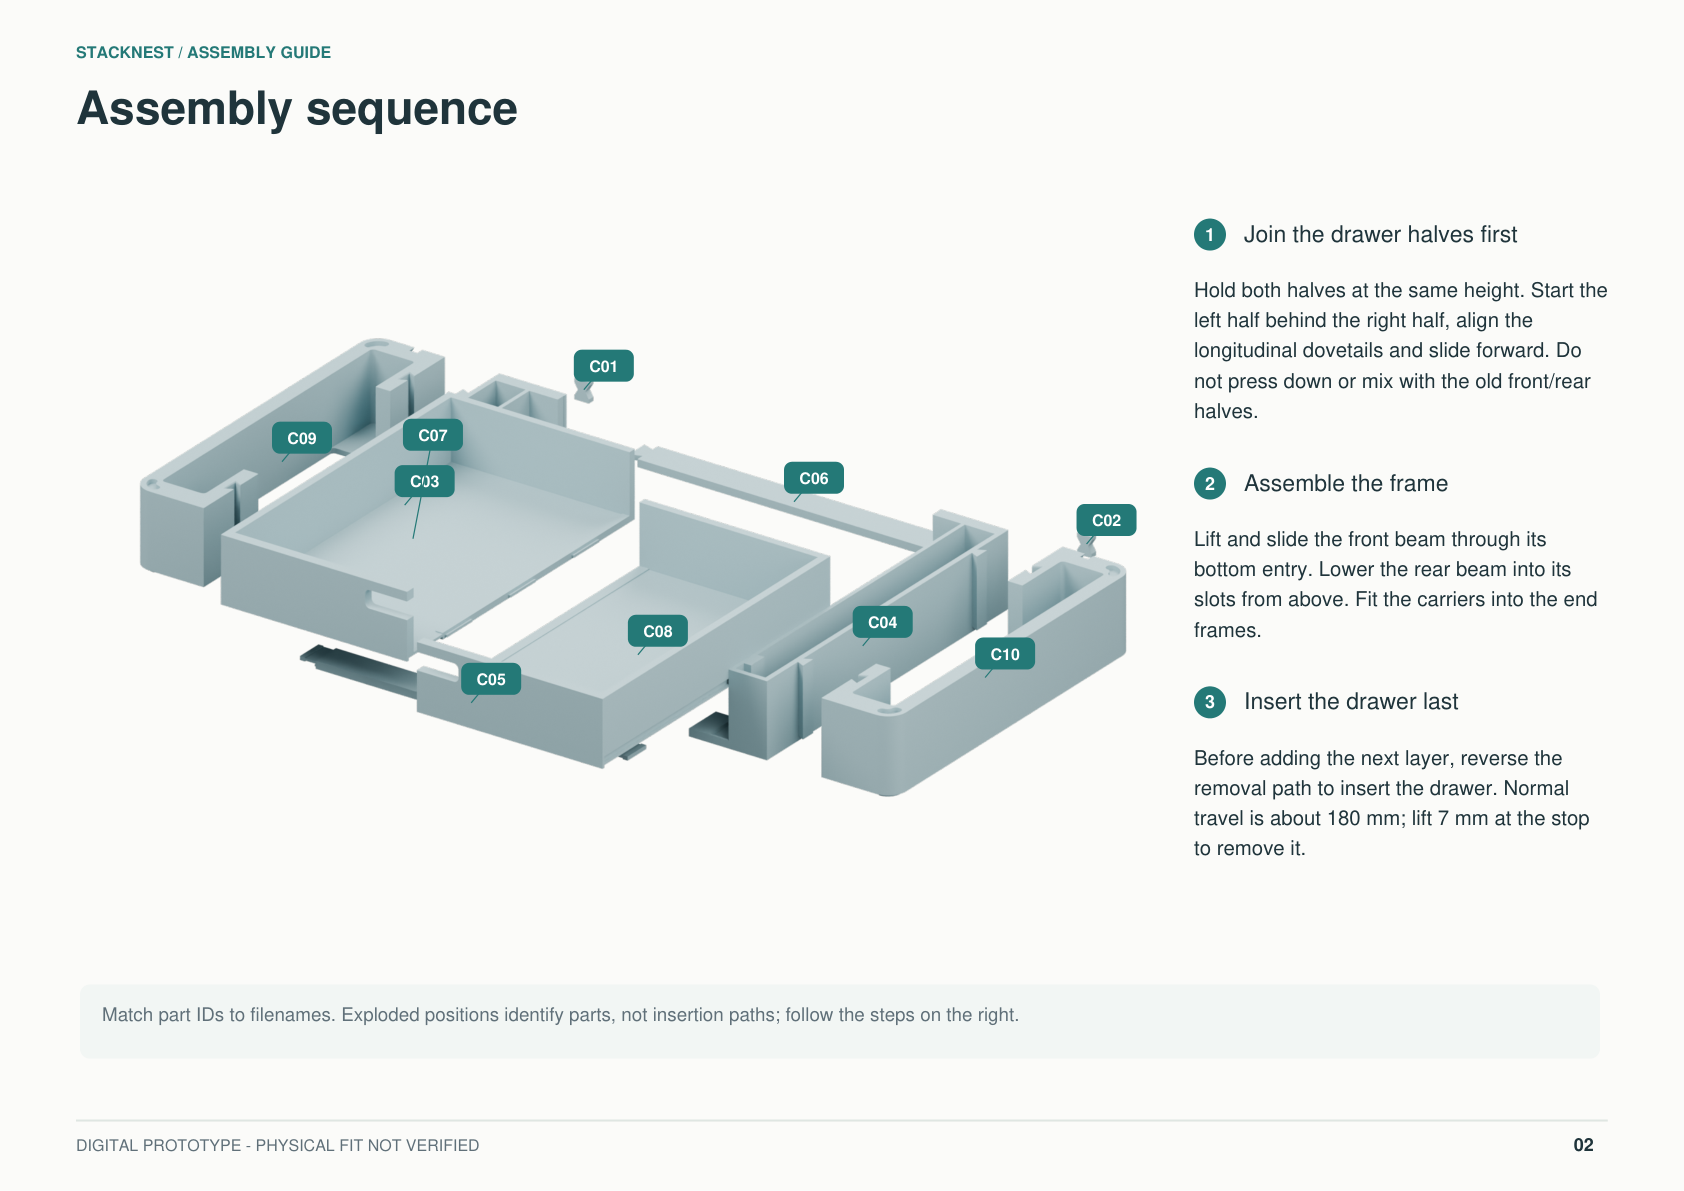 STACKNEST / ASSEMBLY GUIDE
Assembly sequence
C01
C09
C07
C03
C06
C02
C08
C04
C10
C05
1 Join the drawer halves first
Hold both halves at the same height. Start the
left half behind the right half, align the
longitudinal dovetails and slide forward. Do
not press down or mix with the old front/rear
halves.
2 Assemble the frame
Lift and slide the front beam through its
bottom entry. Lower the rear beam into its
slots from above. Fit the carriers into the end
frames.
3 Insert the drawer last
Before adding the next layer, reverse the
removal path to insert the drawer. Normal
travel is about 180 mm; lift 7 mm at the stop
to remove it.
Match part IDs to filenames. Exploded positions identify parts, not insertion paths; follow the steps on the right.
DIGITAL PROTOTYPE - PHYSICAL FIT NOT VERIFIED
02